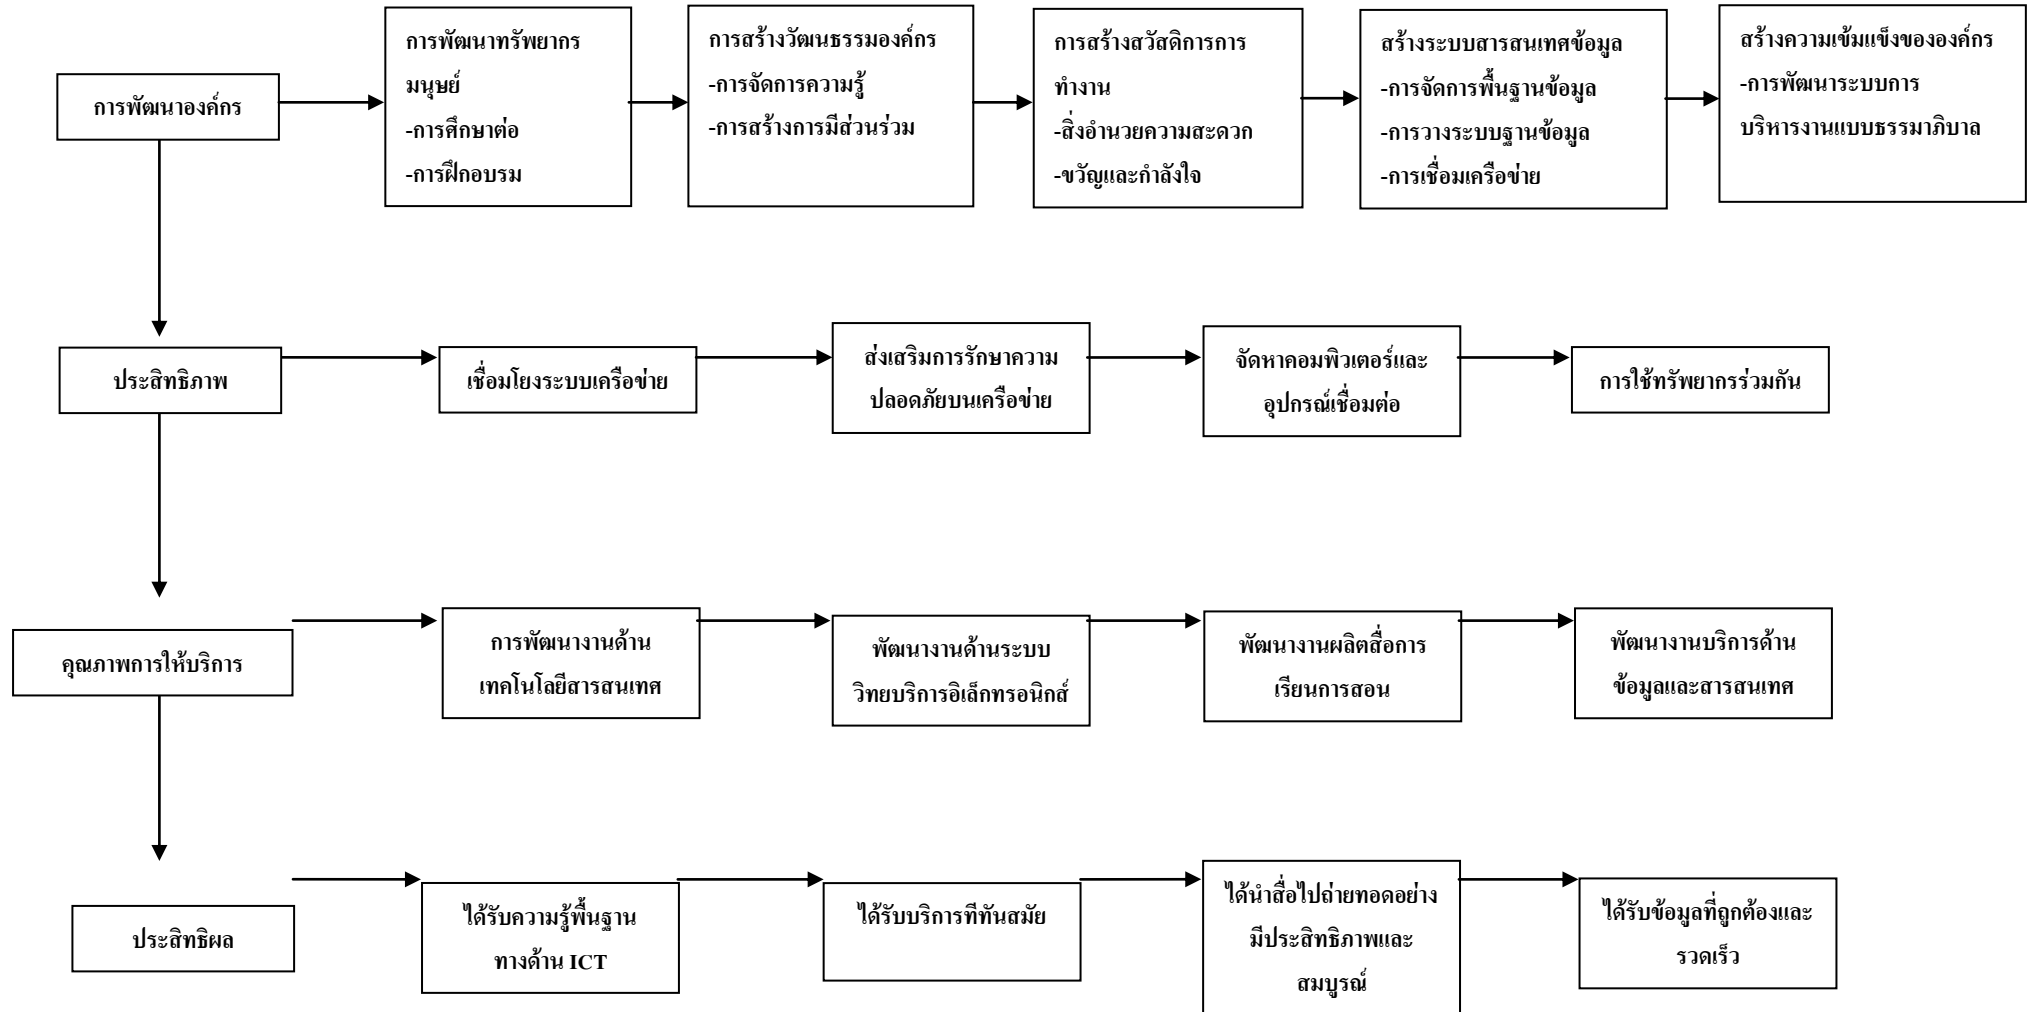 การพัฒนาองค์กร
การพัฒนาทรัพยากร
มนุษย์
-การศึกษาต่อ
-การฝึกอบรม
การสร้างวัฒนธรรมองค์กร
-การจัดการความรู้
-การสร้างการมีส่วนร่วม
การสร้างสวัสดิการการ
ทำงาน
-สิ่งอำนวยความสะดวก
-ขวัญและกำลังใจ
สร้างระบบสารสนเทศข้อมูล
-การจัดการพื้นฐานข้อมูล
-การวางระบบฐานข้อมูล
-การเชื่อมเครือข่าย
สร้างความเข้มแข็งขององค์กร
-การพัฒนาระบบการ
บริหารงานแบบธรรมาภิบาล
ประสิทธิภาพ
เชื่อมโยงระบบเครือข่าย
ส่งเสริมการรักษาความ
ปลอดภัยบนเครือข่าย
จัดหาคอมพิวเตอร์และ
อุปกรณ์เชื่อมต่อ
การใช้ทรัพยากรร่วมกัน
คุณภาพการให้บริการ
การพัฒนางานด้าน
เทคโนโลยีสารสนเทศ
พัฒนางานด้านระบบ
วิทยบริการอิเล็กทรอนิกส์
พัฒนางานผลิตสื่อการ
เรียนการสอน
พัฒนางานบริการด้าน
ข้อมูลและสารสนเทศ
ประสิทธิผล
ได้รับความรู้พื้นฐาน
ทางด้าน ICT
ได้รับบริการทีทันสมัย
ได้นำสื่อไปถ่ายทอดอย่าง
มีประสิทธิภาพและ
สมบูรณ์
ได้รับข้อมูลที่ถูกต้องและ
รวดเร็ว